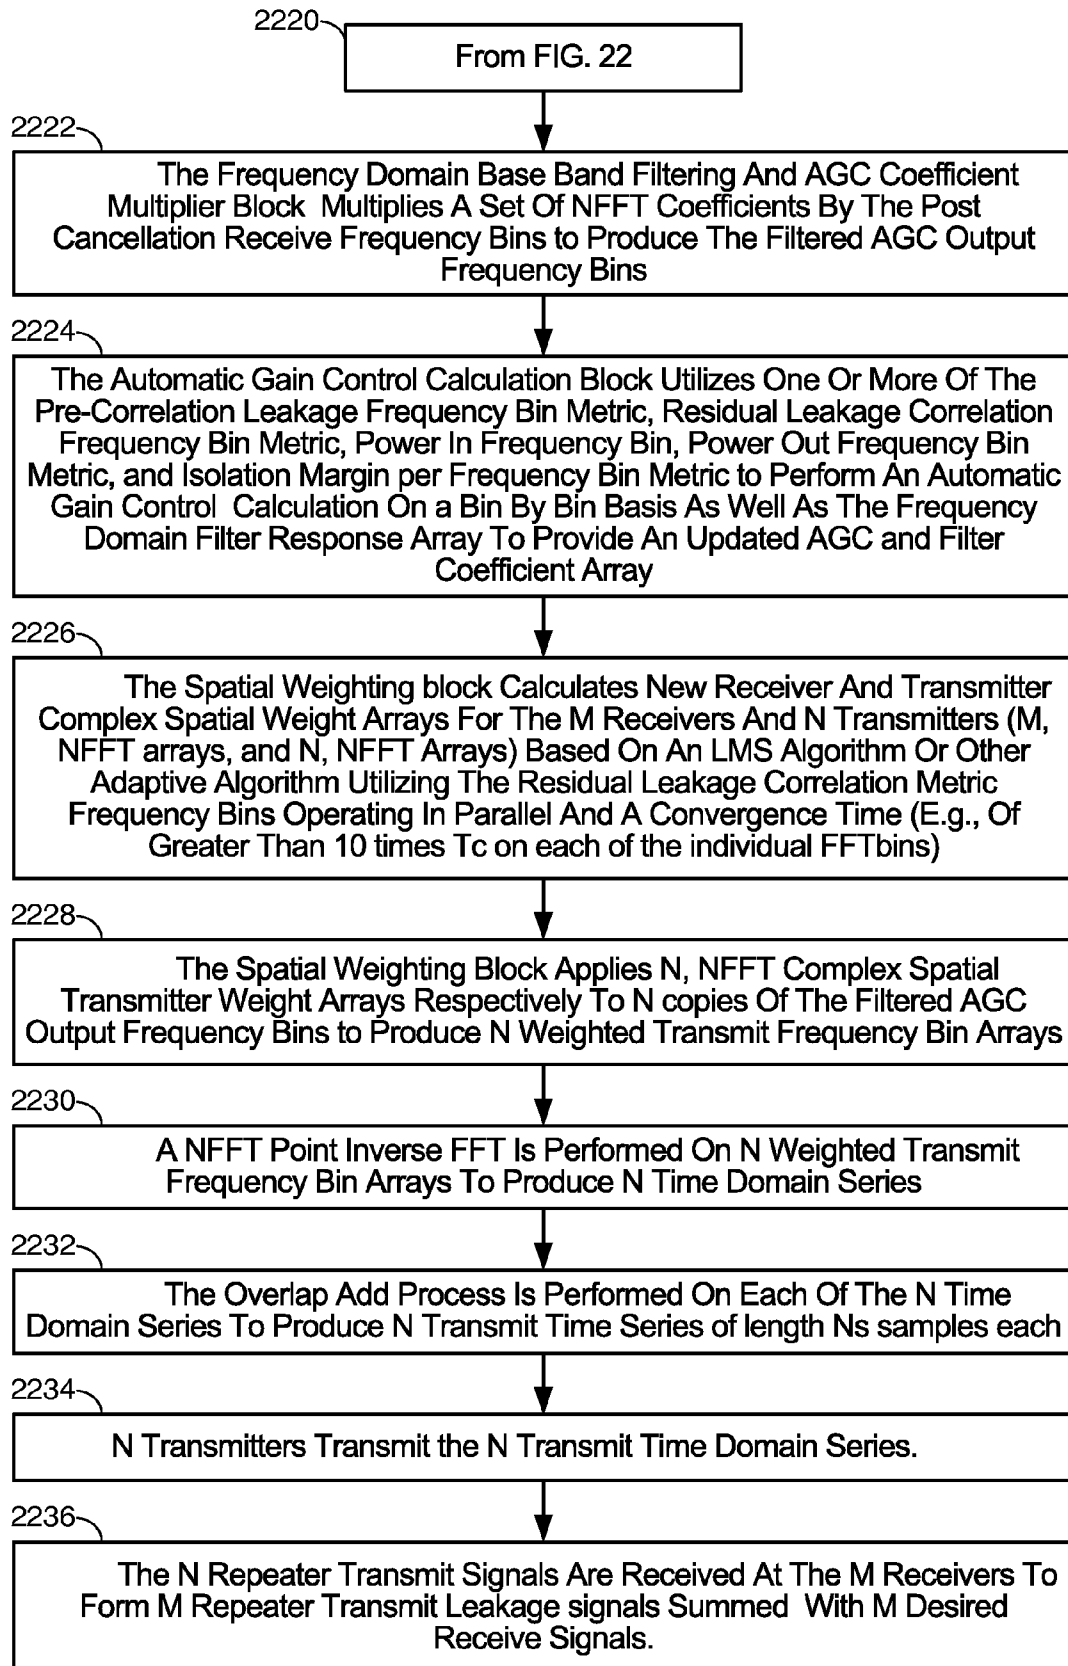 2220
From FIG. 22
2222
The Frequency Domain Base Band Filtering And AGC Coefficient
Multiplier Block Multiplies A Set Of NFFT Coefficients By The Post
Cancellation Receive Frequency Bins to Produce The Filtered AGC Output
Frequency Bins
2224
The Automatic Gain Control Calculation Block Utilizes One Or More Of The
Pre-Correlation Leakage Frequency Bin Metric, Residual Leakage Correlation
Frequency Bin Metric, Power In Frequency Bin, Power Out Frequency Bin
Metric, and Isolation Margin per Frequency Bin Metric to Perform An Automatic
Gain Control Calculation On a Bin By Bin Basis As Well As The Frequency
Domain Filter Response Array To Provide An Updated AGC and Filter
Coefficient Array
2226
The Spatial Weighting block Calculates New Receiver And Transmitter
Complex Spatial Weight Arrays For The M Receivers And N Transmitters (M,
NFFT arrays, and N, NFFT Arrays) Based On An LMS Algorithm Or Other
Adaptive Algorithm Utilizing The Residual Leakage Correlation Metric
Frequency Bins Operating In Parallel And A Convergence Time (E.g., Of
Greater Than 10 times Tc on each of the individual FFTbins)
2228
The Spatial Weighting Block Applies N, NFFT Complex Spatial
Transmitter Weight Arrays Respectively To N copies Of The Filtered AGC
Output Frequency Bins to Produce N Weighted Transmit Frequency Bin Arrays
2230
A NFFT Point Inverse FFT Is Performed On N Weighted Transmit
Frequency Bin Arrays To Produce N Time Domain Series
2232
The Overlap Add Process Is Performed On Each Of The N Time
Domain Series To Produce N Transmit Time Series of length Ns samples each
2234
N Transmitters Transmit the N Transmit Time Domain Series.
2236
The N Repeater Transmit Signals Are Received At The M Receivers To
Form M Repeater Transmit Leakage signals Summed With M Desired
Receive Signals.